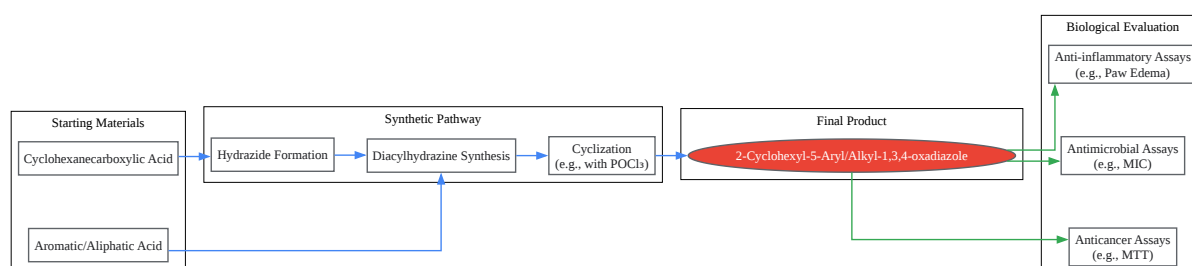 Starting Materials
Cyclohexanecarboxylic Acid
Aromatic/Aliphatic Acid
Synthetic Pathway
Hydrazide Formation
Diacylhydrazine Synthesis
Cyclization
(e.g., with POCl₃)
Final Product
2-Cyclohexyl-5-Aryl/Alkyl-1,3,4-oxadiazole
Biological Evaluation
Anti-inflammatory Assays
(e.g., Paw Edema)
Antimicrobial Assays
(e.g., MIC)
Anticancer Assays
(e.g., MTT)